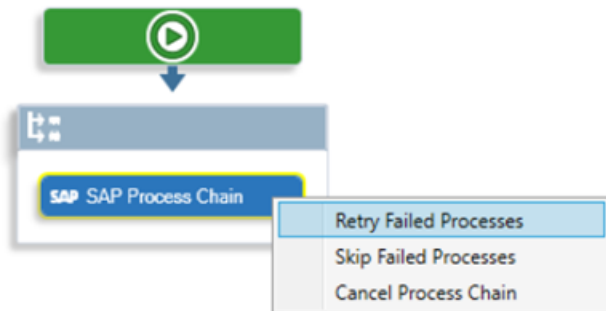 SAP SAP Process Chain
Retry Failed Processes
Skip Failed Processes
Cancel Process Chain